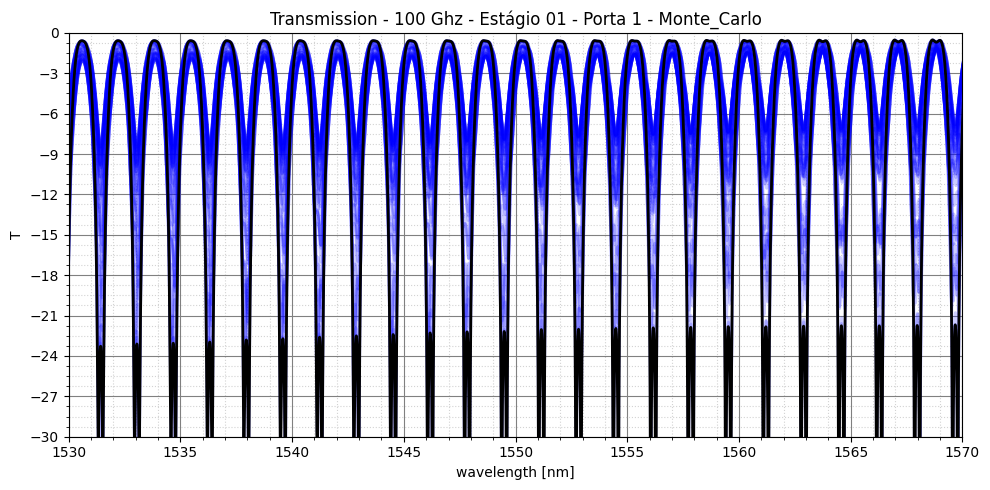 Transmission - 100 Ghz - Estágio 01 - Porta 1 - Monte_Carlo
0
−3
−6
−9
−12
−15
−18
−21
−24
−27
−30
T
1530 1535 1540 1545 1550 1555 1560 1565 1570
wavelength [nm]